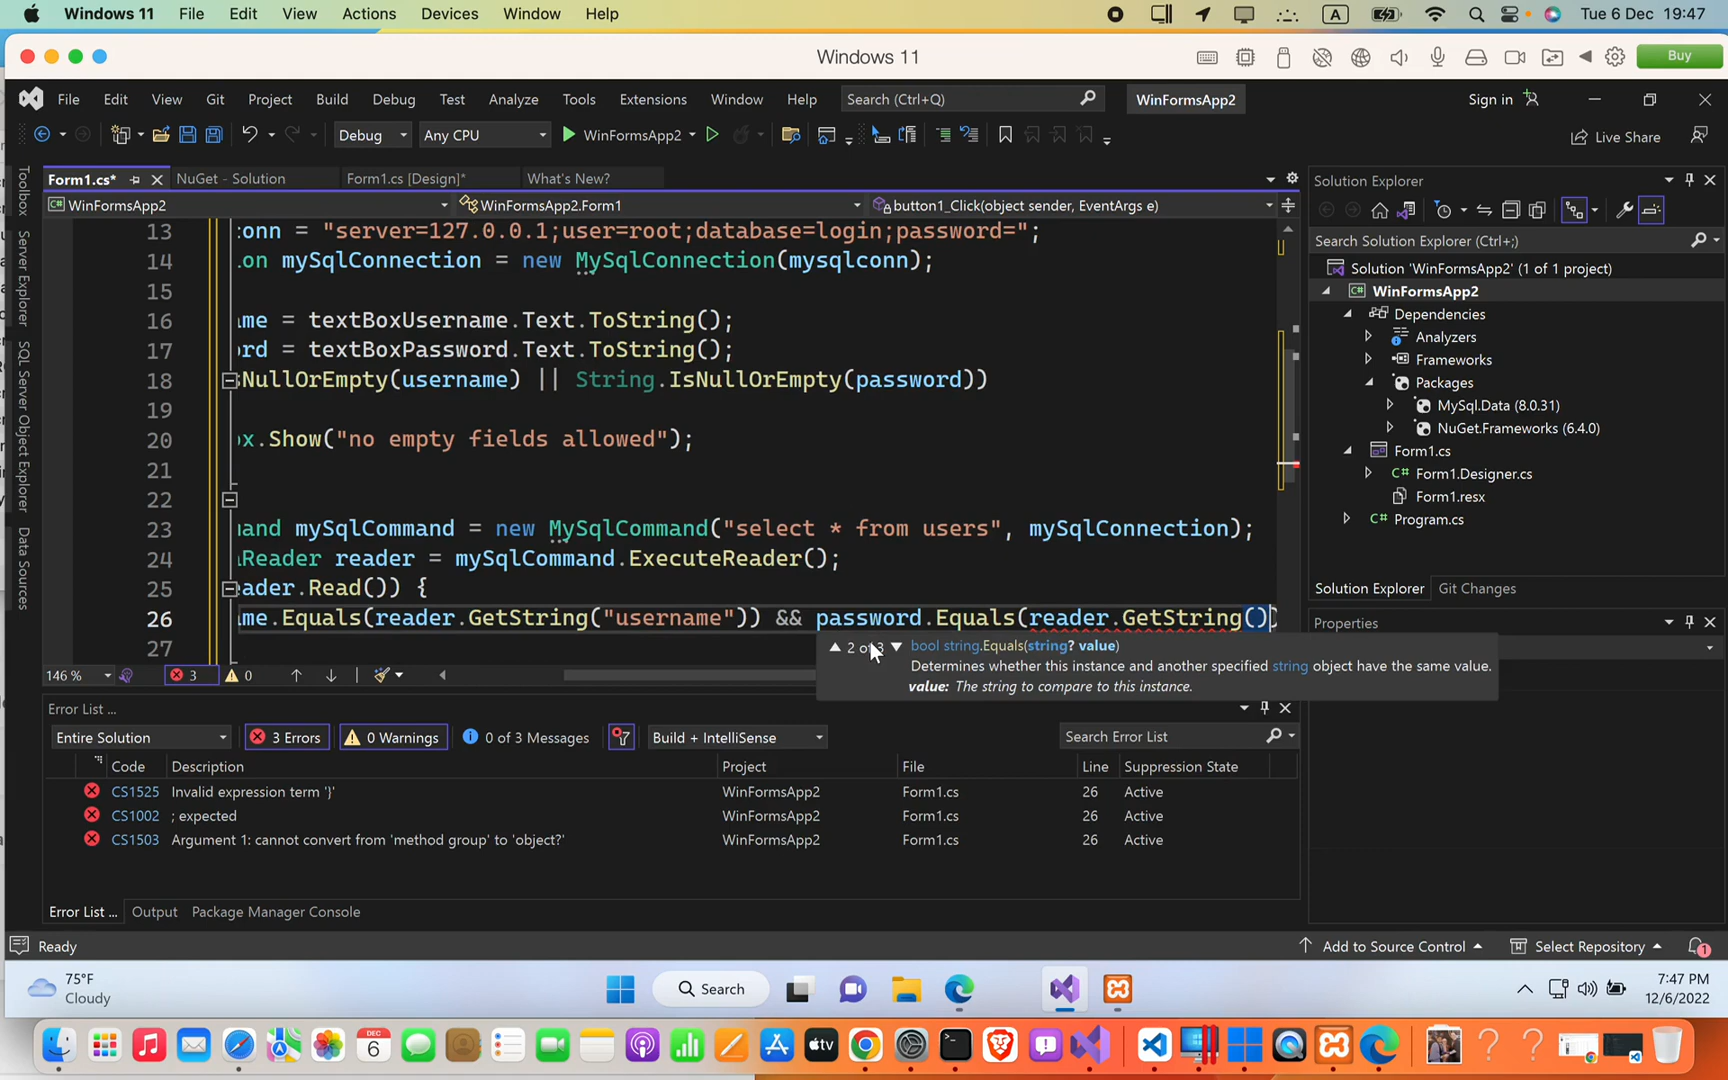 Windows 11 File Edit View Actions Devices Window Help A Tue 6 Dec 19:47
Windows 11 Buy
File Edit View Git Project Build Debug Test Analyze Tools Extensions Window Help Search (Ctrl+Q) WinFormsApp2 Sign in
Debug Any CPU WinFormsApp2 Live Share
Form1.cs* NuGet - Solution Form1.cs [Design]* What's New?
WinFormsApp2 WinFormsApp2.Form1 button1_Click(object sender, EventArgs e)
Toolbox
Server Explorer
SQL Server Object Explorer
Data Sources
13 conn = "server=127.0.0.1;user=root;database=login;password=";
14 ion mySqlConnection = new MySqlConnection(mysqlconn);
15
16 me = textBoxUsername.Text.ToString();
17 ord = textBoxPassword.Text.ToString();
18 NullOrEmpty(username) || String.IsNullOrEmpty(password))
19
20 ox.Show("no empty fields allowed");
21
22
23 mand mySqlCommand = new MySqlCommand("select * from users", mySqlConnection);
24 Reader reader = mySqlCommand.ExecuteReader();
25 eader.Read()) {
26 me.Equals(reader.GetString("username")) && password.Equals(reader.GetString())
27
2 of 3 bool string.Equals(string? value)
Determines whether this instance and another specified string object have the same value.
value: The string to compare to this instance.
146 % 3 0
Error List ...
Entire Solution 3 Errors 0 Warnings 0 of 3 Messages Build + IntelliSense Search Error List
Code Description Project File Line Suppression State
CS1525 Invalid expression term '}' WinFormsApp2 Form1.cs 26 Active
CS1002 ; expected WinFormsApp2 Form1.cs 26 Active
CS1503 Argument 1: cannot convert from 'method group' to 'object?' WinFormsApp2 Form1.cs 26 Active
Error List ... Output Package Manager Console
Solution Explorer
Search Solution Explorer (Ctrl+;)
Solution 'WinFormsApp2' (1 of 1 project)
C# WinFormsApp2
Dependencies
Analyzers
Frameworks
Packages
MySql.Data (8.0.31)
NuGet.Frameworks (6.4.0)
Form1.cs
C# Form1.Designer.cs
Form1.resx
C# Program.cs
Solution Explorer Git Changes
Properties
Ready Add to Source Control Select Repository 1
75°F
Cloudy
Search
7:47 PM
12/6/2022
DEC
6
tv